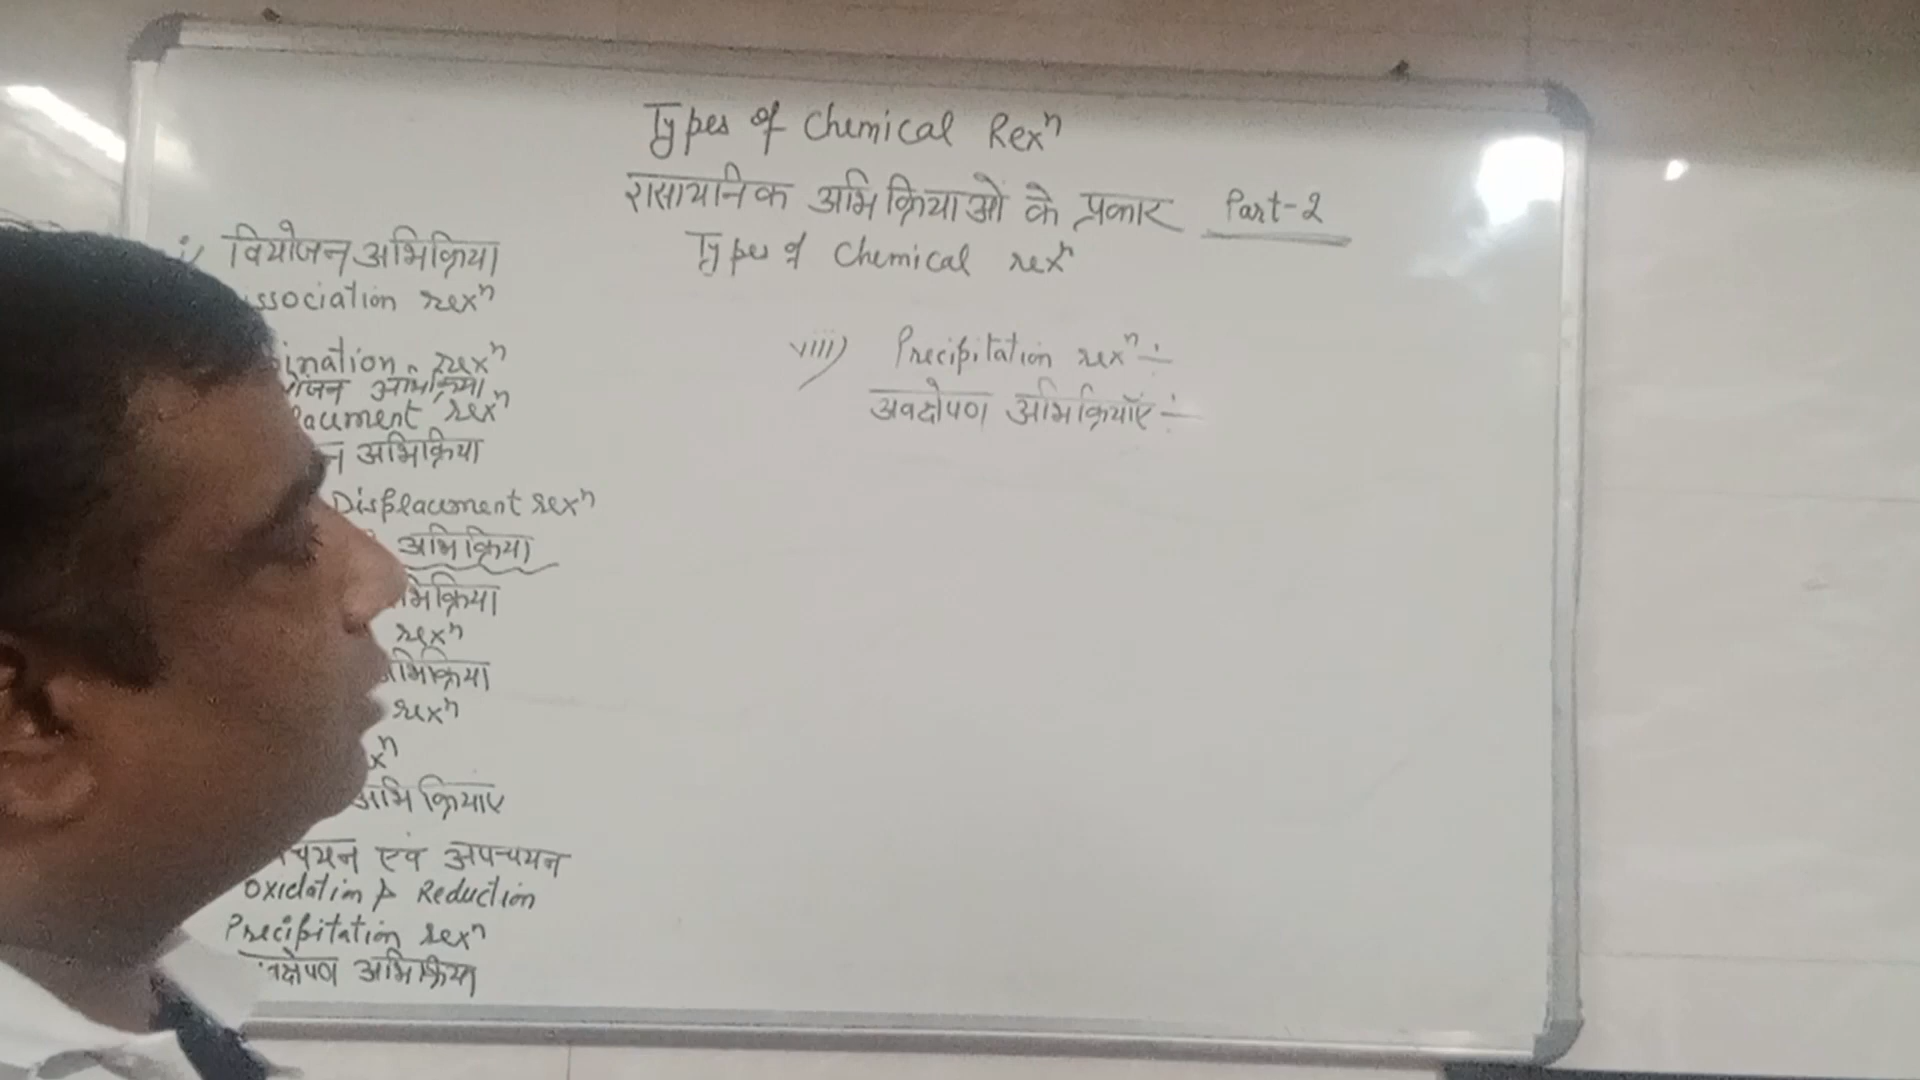 Types of Chemical Rexⁿ
रासायनिक अभिक्रियाओं के प्रकार Part-2
Types of Chemical rexⁿ
i) वियोजन अभिक्रिया
ssociation rexⁿ
ination rexⁿ
ोजन अभिक्रिया
lacement rexⁿ
न अभिक्रिया
Displacement rexⁿ
अभिक्रिया
भिक्रिया
rexⁿ
अभिक्रिया
rexⁿ
xⁿ
अभिक्रियाए
पचयन एवं अपचयन
Oxidation & Reduction
Precipitation rexⁿ
वक्षेपण अभिक्रिया
viii) Precipitation rexⁿ :-
अवक्षेपण अभिक्रियाएँ :-